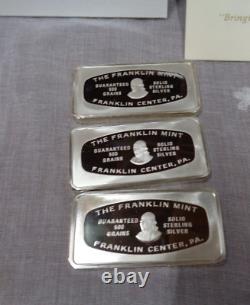 "Bring
THE FRANKLIN MINT
GUARANTEED SOLID
500 STERLING
GRAINS SILVER
FRANKLIN CENTER, PA.
THE FRANKLIN MINT
GUARANTEED SOLID
500 STERLING
GRAINS SILVER
FRANKLIN CENTER, PA.
THE FRANKLIN MINT
GUARANTEED SOLID
500 STERLING
GRAINS SILVER
FRANKLIN CENTER, PA.